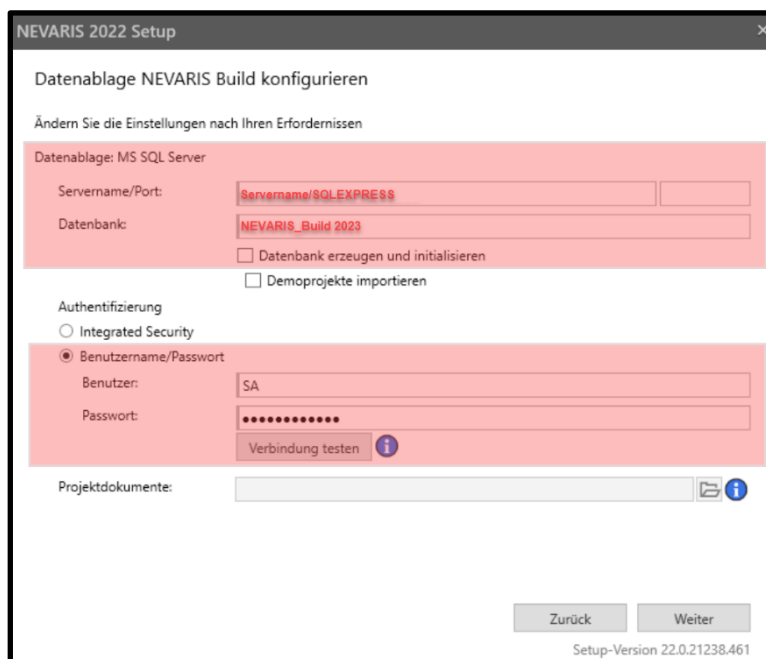 NEVARIS 2022 Setup
Datenablage NEVARIS Build konfigurieren
Ändern Sie die Einstellungen nach Ihren Erfordernissen
Datenablage: MS SQL Server
Servername/Port: Servername/SQLEXPRESS
Datenbank: NEVARIS_Build 2023
Datenbank erzeugen und initialisieren
Demoprojekte importieren
Authentifizierung
Integrated Security
Benutzername/Passwort
Benutzer: SA
Passwort: ●●●●●●●●●●●●
Verbindung testen
Projektdokumente:
Zurück Weiter
Setup-Version 22.0.21238.461